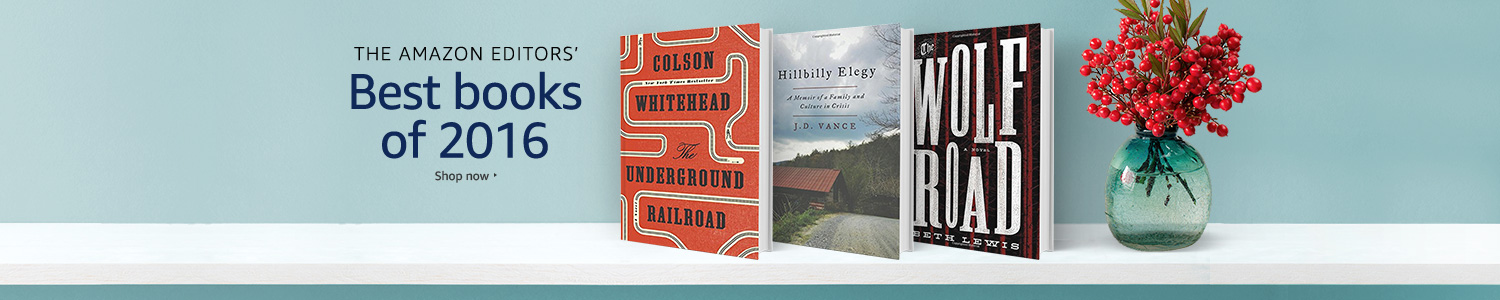 THE AMAZON EDITORS'
Best books
of 2016
Shop now
COLSON
New York Times Bestseller
WHITEHEAD
The
UNDERGROUND
RAILROAD
Hillbilly Elegy
A Memoir of a Family and
Culture in Crisis
J.D. VANCE
The
WOLF
A NOVEL
ROAD
BETH LEWIS